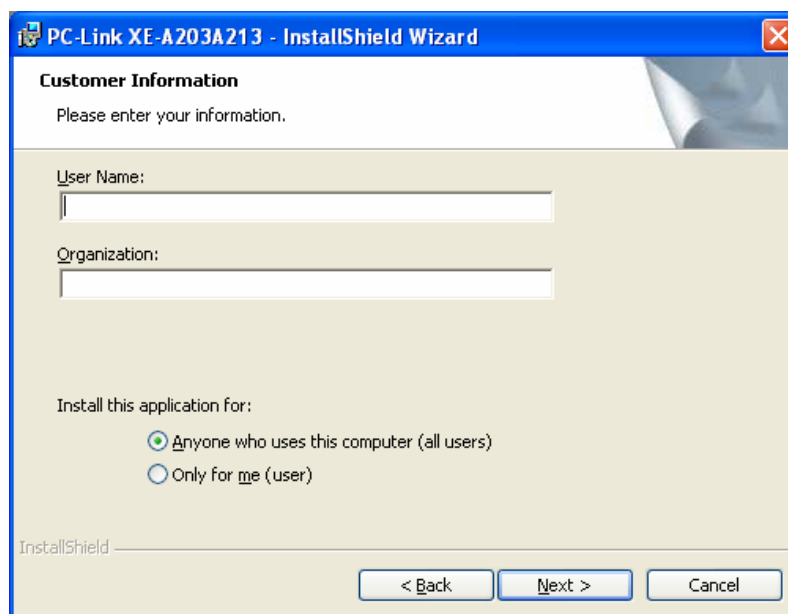 PC-Link XE-A203A213 - InstallShield Wizard
Customer Information
Please enter your information.
User Name:
Organization:
Install this application for:
Anyone who uses this computer (all users)
Only for me (user)
InstallShield
< Back Next > Cancel